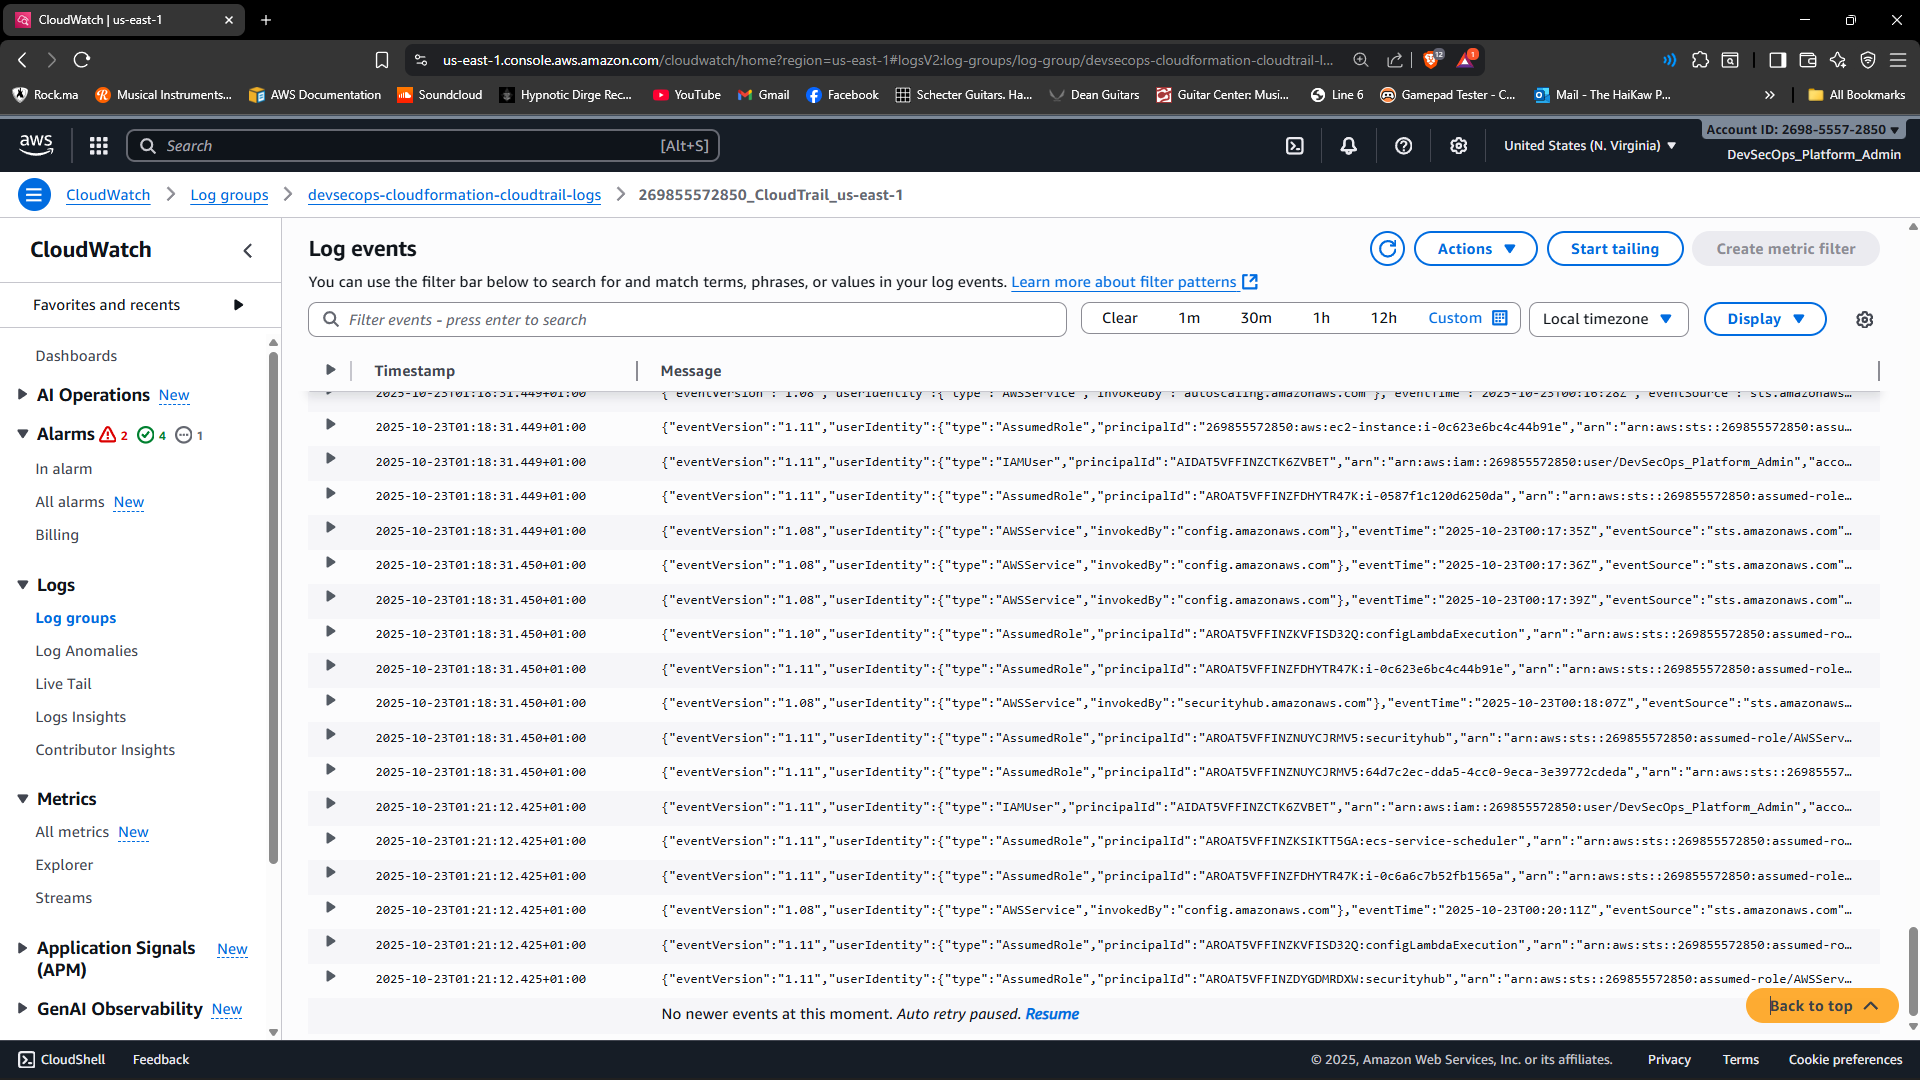 CloudWatch | us-east-1
us-east-1.console.aws.amazon.com/cloudwatch/home?region=us-east-1#logsV2:log-groups/log-group/devsecops-cloudformation-cloudtrail-l...
12
1
Rock.ma
Musical Instruments...
AWS Documentation
Soundcloud
Hypnotic Dirge Rec...
YouTube
Gmail
Facebook
Schecter Guitars. Ha...
Dean Guitars
Guitar Center: Musi...
Line 6
Gamepad Tester - C...
Mail - The HaiKaw P...
All Bookmarks
aws
Search
[Alt+S]
United States (N. Virginia)
Account ID: 2698-5557-2850
DevSecOps_Platform_Admin
CloudWatch
Log groups
devsecops-cloudformation-cloudtrail-logs
269855572850_CloudTrail_us-east-1
CloudWatch
Favorites and recents
Dashboards
AI Operations New
Alarms 2 4 1
In alarm
All alarms New
Billing
Logs
Log groups
Log Anomalies
Live Tail
Logs Insights
Contributor Insights
Metrics
All metrics New
Explorer
Streams
Application Signals (APM) New
GenAI Observability New
Log events
Actions
Start tailing
Create metric filter
You can use the filter bar below to search for and match terms, phrases, or values in your log events. Learn more about filter patterns
Filter events - press enter to search
Clear 1m 30m 1h 12h Custom
Local timezone
Display
Timestamp Message
2025-10-23T01:18:31.449+01:00 {"eventVersion":"1.08","userIdentity":{"type":"AWSService","invokedBy":"autoscaling.amazonaws.com"},"eventTime":"2025-10-23T00:16:28Z","eventSource":"sts.amazonaws...
2025-10-23T01:18:31.449+01:00 {"eventVersion":"1.11","userIdentity":{"type":"AssumedRole","principalId":"269855572850:aws:ec2-instance:i-0c623e6bc4c44b91e","arn":"arn:aws:sts::269855572850:assu...
2025-10-23T01:18:31.449+01:00 {"eventVersion":"1.11","userIdentity":{"type":"IAMUser","principalId":"AIDAT5VFFINZCTK6ZVBET","arn":"arn:aws:iam::269855572850:user/DevSecOps_Platform_Admin","acco...
2025-10-23T01:18:31.449+01:00 {"eventVersion":"1.11","userIdentity":{"type":"AssumedRole","principalId":"AROAT5VFFINZFDHYTR47K:i-0587f1c120d6250da","arn":"arn:aws:sts::269855572850:assumed-role...
2025-10-23T01:18:31.449+01:00 {"eventVersion":"1.08","userIdentity":{"type":"AWSService","invokedBy":"config.amazonaws.com"},"eventTime":"2025-10-23T00:17:35Z","eventSource":"sts.amazonaws.com"...
2025-10-23T01:18:31.450+01:00 {"eventVersion":"1.08","userIdentity":{"type":"AWSService","invokedBy":"config.amazonaws.com"},"eventTime":"2025-10-23T00:17:36Z","eventSource":"sts.amazonaws.com"...
2025-10-23T01:18:31.450+01:00 {"eventVersion":"1.08","userIdentity":{"type":"AWSService","invokedBy":"config.amazonaws.com"},"eventTime":"2025-10-23T00:17:39Z","eventSource":"sts.amazonaws.com"...
2025-10-23T01:18:31.450+01:00 {"eventVersion":"1.10","userIdentity":{"type":"AssumedRole","principalId":"AROAT5VFFINZKVFISD32Q:configLambdaExecution","arn":"arn:aws:sts::269855572850:assumed-ro...
2025-10-23T01:18:31.450+01:00 {"eventVersion":"1.11","userIdentity":{"type":"AssumedRole","principalId":"AROAT5VFFINZFDHYTR47K:i-0c623e6bc4c44b91e","arn":"arn:aws:sts::269855572850:assumed-role...
2025-10-23T01:18:31.450+01:00 {"eventVersion":"1.08","userIdentity":{"type":"AWSService","invokedBy":"securityhub.amazonaws.com"},"eventTime":"2025-10-23T00:18:07Z","eventSource":"sts.amazonaws...
2025-10-23T01:18:31.450+01:00 {"eventVersion":"1.11","userIdentity":{"type":"AssumedRole","principalId":"AROAT5VFFINZNUYCJRMV5:securityhub","arn":"arn:aws:sts::269855572850:assumed-role/AWSServ...
2025-10-23T01:18:31.450+01:00 {"eventVersion":"1.11","userIdentity":{"type":"AssumedRole","principalId":"AROAT5VFFINZNUYCJRMV5:64d7c2ec-dda5-4cc0-9eca-3e39772cdeda","arn":"arn:aws:sts::26985557...
2025-10-23T01:21:12.425+01:00 {"eventVersion":"1.11","userIdentity":{"type":"IAMUser","principalId":"AIDAT5VFFINZCTK6ZVBET","arn":"arn:aws:iam::269855572850:user/DevSecOps_Platform_Admin","acco...
2025-10-23T01:21:12.425+01:00 {"eventVersion":"1.11","userIdentity":{"type":"AssumedRole","principalId":"AROAT5VFFINZKSIKTT5GA:ecs-service-scheduler","arn":"arn:aws:sts::269855572850:assumed-ro...
2025-10-23T01:21:12.425+01:00 {"eventVersion":"1.11","userIdentity":{"type":"AssumedRole","principalId":"AROAT5VFFINZFDHYTR47K:i-0c6a6c7b52fb1565a","arn":"arn:aws:sts::269855572850:assumed-role...
2025-10-23T01:21:12.425+01:00 {"eventVersion":"1.08","userIdentity":{"type":"AWSService","invokedBy":"config.amazonaws.com"},"eventTime":"2025-10-23T00:20:11Z","eventSource":"sts.amazonaws.com"...
2025-10-23T01:21:12.425+01:00 {"eventVersion":"1.11","userIdentity":{"type":"AssumedRole","principalId":"AROAT5VFFINZKVFISD32Q:configLambdaExecution","arn":"arn:aws:sts::269855572850:assumed-ro...
2025-10-23T01:21:12.425+01:00 {"eventVersion":"1.11","userIdentity":{"type":"AssumedRole","principalId":"AROAT5VFFINZDYGDMRDXW:securityhub","arn":"arn:aws:sts::269855572850:assumed-role/AWSServ...
No newer events at this moment. Auto retry paused. Resume
Back to top
CloudShell
Feedback
© 2025, Amazon Web Services, Inc. or its affiliates.
Privacy
Terms
Cookie preferences